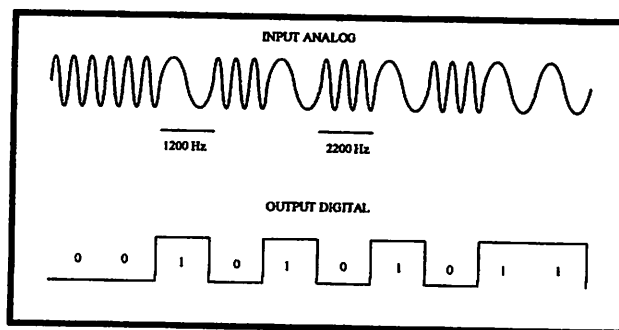 INPUT ANALOG
1200 Hz
2200 Hz
OUTPUT DIGITAL
0 0 1 0 1 0 1 0 1 1